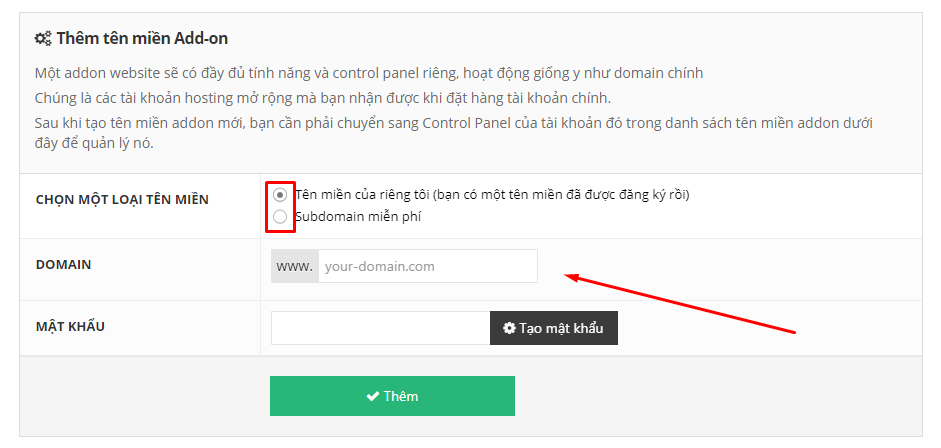 Thêm tên miền Add-on
Một addon website sẽ có đầy đủ tính năng và control panel riêng, hoạt động giống y như domain chính
Chúng là các tài khoản hosting mở rộng mà bạn nhận được khi đặt hàng tài khoản chính.
Sau khi tạo tên miền addon mới, bạn cần phải chuyển sang Control Panel của tài khoản đó trong danh sách tên miền addon dưới
đây để quản lý nó.
CHỌN MỘT LOẠI TÊN MIỀN
Tên miền của riêng tôi (bạn có một tên miền đã được đăng ký rồi)
Subdomain miễn phí
DOMAIN
www. your-domain.com
MẬT KHẨU
Tạo mật khẩu
Thêm